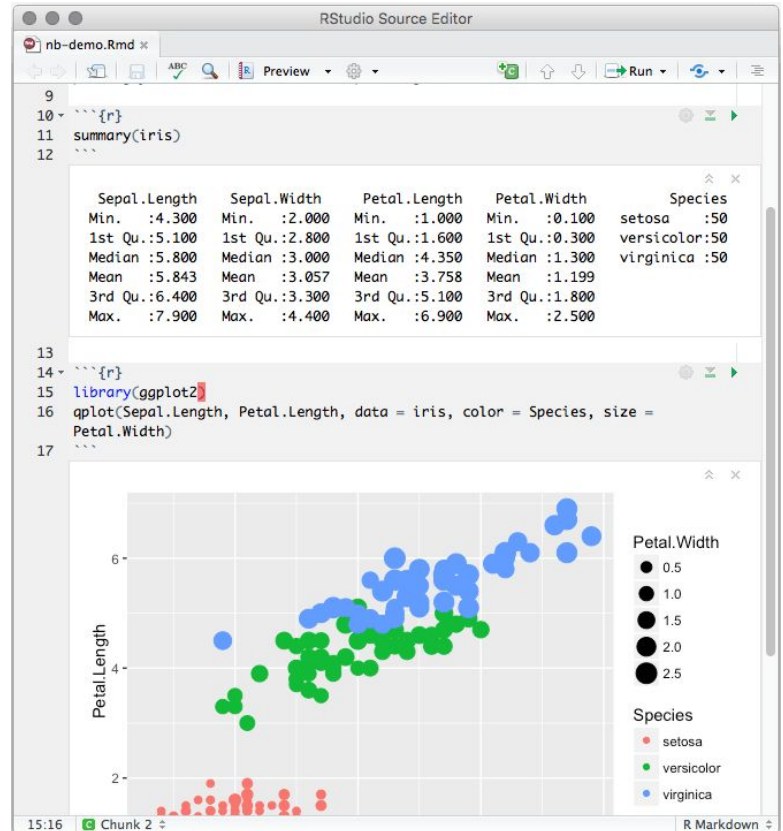 RStudio Source Editor
nb-demo.Rmd
ABC Preview Run
9
10 ```{r}
11 summary(iris)
12 ```
Sepal.Length Sepal.Width Petal.Length Petal.Width Species
Min. :4.300 Min. :2.000 Min. :1.000 Min. :0.100 setosa :50
1st Qu.:5.100 1st Qu.:2.800 1st Qu.:1.600 1st Qu.:0.300 versicolor:50
Median :5.800 Median :3.000 Median :4.350 Median :1.300 virginica :50
Mean :5.843 Mean :3.057 Mean :3.758 Mean :1.199
3rd Qu.:6.400 3rd Qu.:3.300 3rd Qu.:5.100 3rd Qu.:1.800
Max. :7.900 Max. :4.400 Max. :6.900 Max. :2.500
13
14 ```{r}
15 library(ggplot2)
16 qplot(Sepal.Length, Petal.Length, data = iris, color = Species, size =
Petal.Width)
17 ```
Petal.Length
6
4
2
Petal.Width
0.5
1.0
1.5
2.0
2.5
Species
setosa
versicolor
virginica
15:16 C Chunk 2 R Markdown